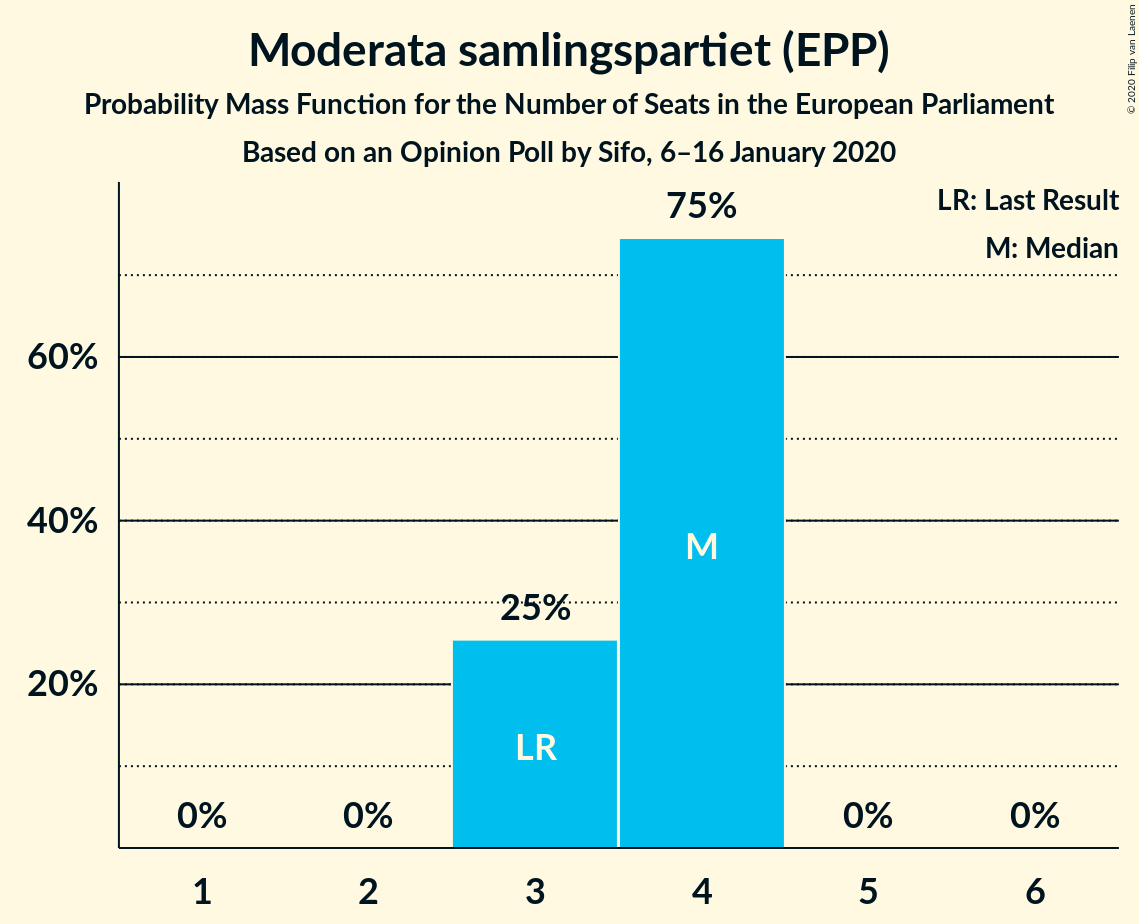 Moderata samlingspartiet (EPP)
Probability Mass Function for the Number of Seats in the European Parliament
Based on an Opinion Poll by Sifo, 6–16 January 2020
© 2020 Filip van Laenen
LR: Last Result
M: Median
75%
60%
40%
20%
M
25%
LR
0%
0%
0%
0%
1
2
3
4
5
6